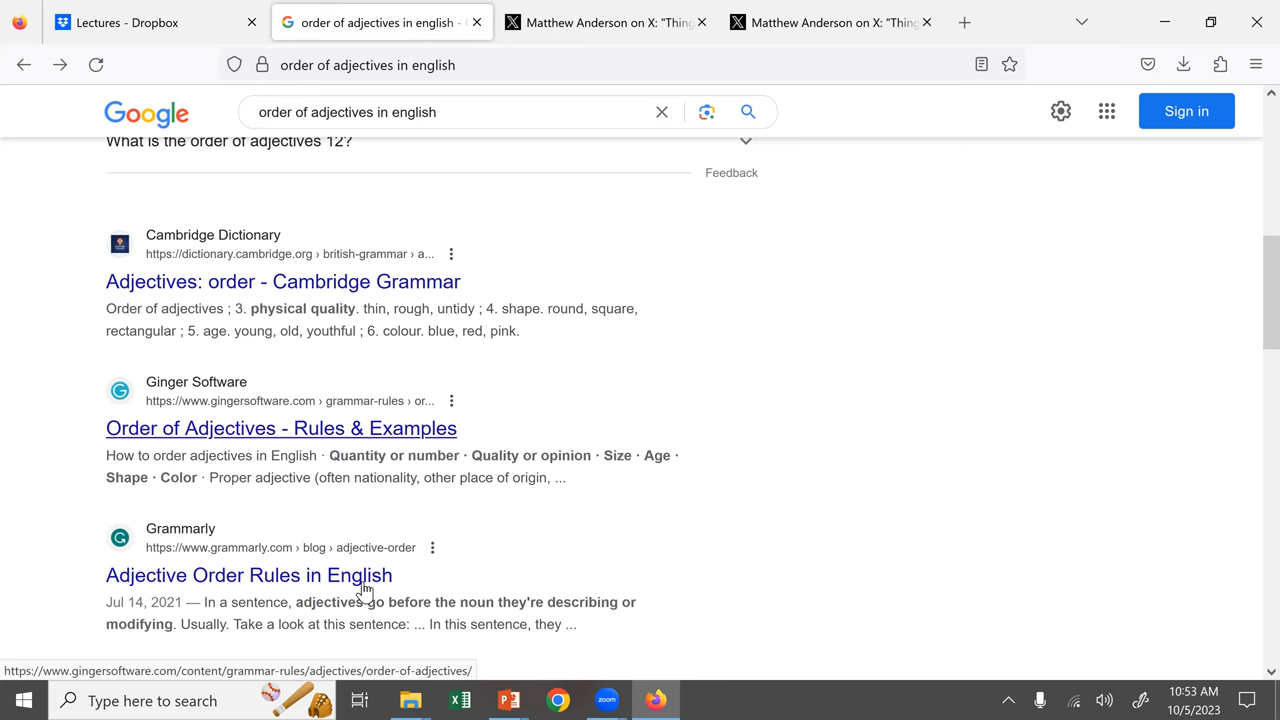 Lectures - Dropbox
order of adjectives in english -
Matthew Anderson on X: "Thing
Matthew Anderson on X: "Thing
order of adjectives in english
Google
order of adjectives in english
Sign in
What is the order of adjectives 12?
Feedback
Cambridge Dictionary
https://dictionary.cambridge.org › british-grammar › a...
Adjectives: order - Cambridge Grammar
Order of adjectives ; 3. physical quality. thin, rough, untidy ; 4. shape. round, square,
rectangular ; 5. age. young, old, youthful ; 6. colour. blue, red, pink.
Ginger Software
https://www.gingersoftware.com › grammar-rules › or...
Order of Adjectives - Rules & Examples
How to order adjectives in English · Quantity or number · Quality or opinion · Size · Age ·
Shape · Color · Proper adjective (often nationality, other place of origin, ...
Grammarly
https://www.grammarly.com › blog › adjective-order
Adjective Order Rules in English
Jul 14, 2021 — In a sentence, adjectives go before the noun they're describing or
modifying. Usually. Take a look at this sentence: ... In this sentence, they ...
https://www.gingersoftware.com/content/grammar-rules/adjectives/order-of-adjectives/
Type here to search
zoom
10:53 AM
10/5/2023